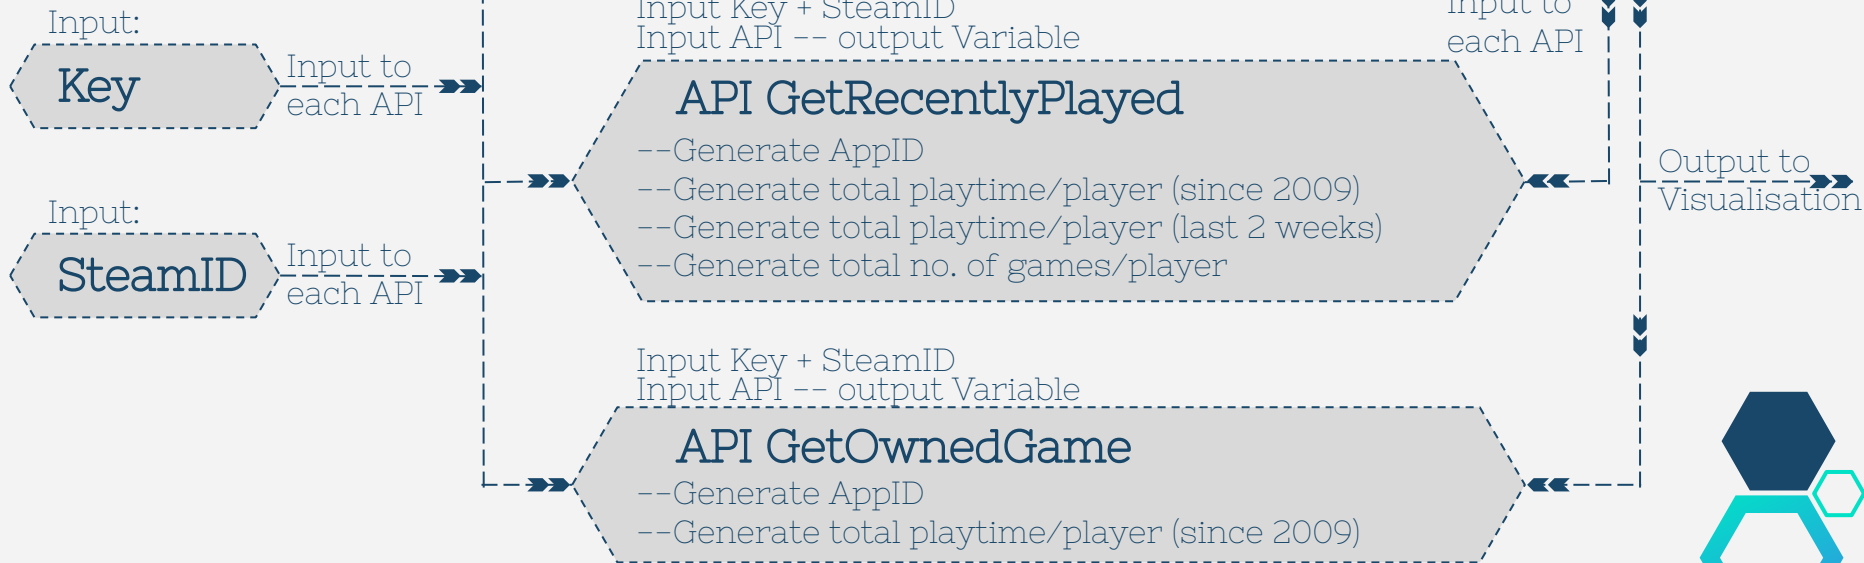 Input:
Key
Input to
each API
Input:
SteamID
Input to
each API
Input Key + SteamID
Input API -- output Variable
API GetRecentlyPlayed
--Generate AppID
--Generate total playtime/player (since 2009)
--Generate total playtime/player (last 2 weeks)
--Generate total no. of games/player
Input Key + SteamID
Input API -- output Variable
API GetOwnedGame
--Generate AppID
--Generate total playtime/player (since 2009)
Input to
each API
Output to
Visualisation